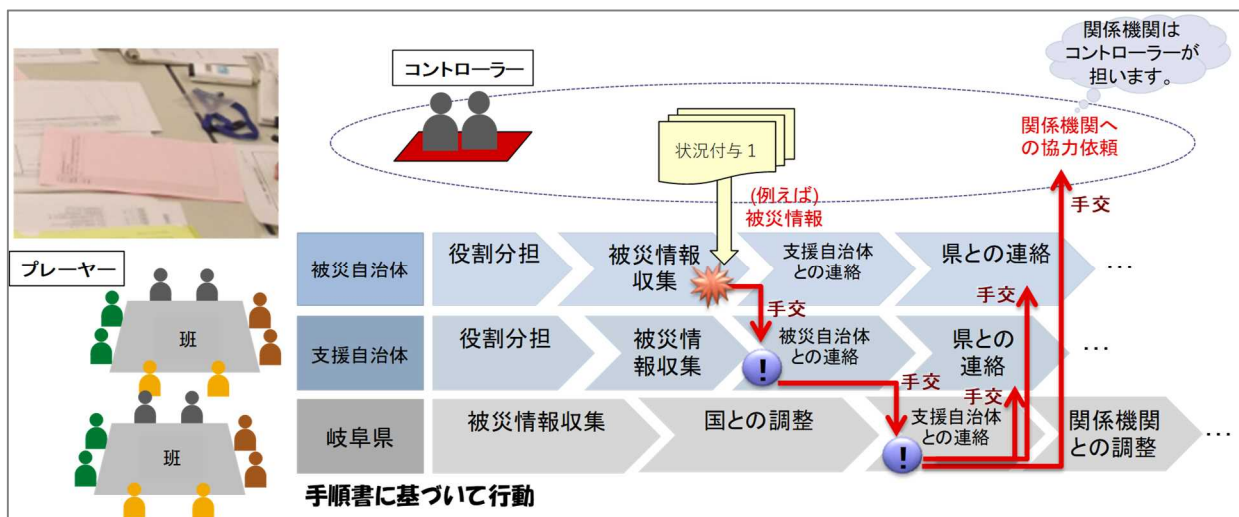 コントローラー
関係機関は
コントローラーが
担います。
関係機関へ
の協力依頼
状況付与１
(例えば)
被災情報
手交
プレーヤー
班
班
被災自治体
役割分担
被災情報
収集
支援自治体
との連絡
県との連絡
…
手交
手交
支援自治体
役割分担
被災情
報収集
!
被災自治体
との連絡
県との
連絡
…
手交
手交
岐阜県
被災情報収集
国との調整
支援自治体
との連絡
!
関係機関
との調整
…
手順書に基づいて行動